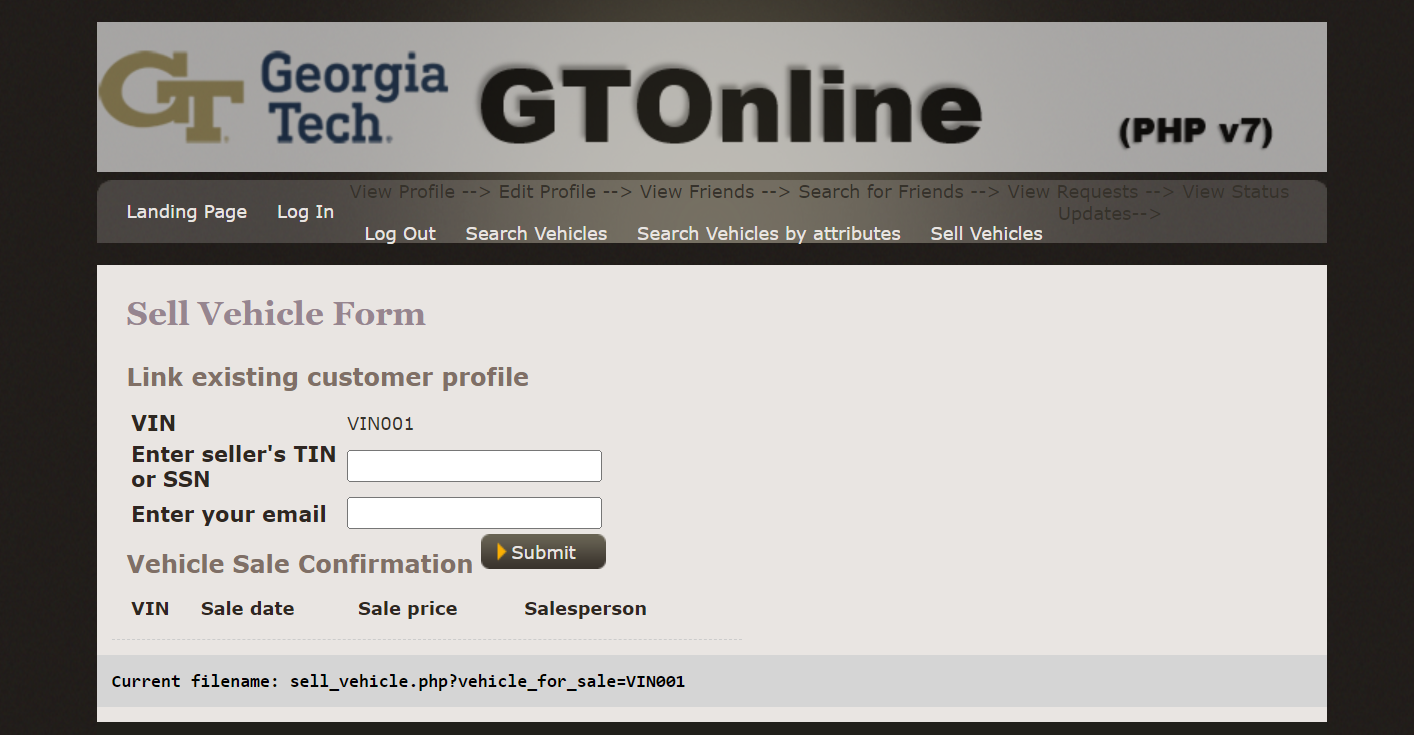 GT Georgia Tech. GTOnline (PHP v7)
View Profile --> Edit Profile --> View Friends --> Search for Friends --> View Requests --> View Status
Landing Page Log In Updates-->
Log Out Search Vehicles Search Vehicles by attributes Sell Vehicles
Sell Vehicle Form
Link existing customer profile
VIN VIN001
Enter seller's TIN
or SSN
Enter your email
Submit
Vehicle Sale Confirmation
VIN Sale date Sale price Salesperson
Current filename: sell_vehicle.php?vehicle_for_sale=VIN001